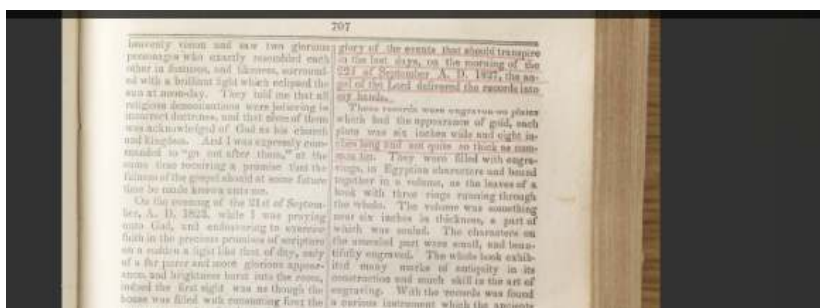 707
heavenly vision and saw two glorious
personages who exactly resembled each
other in features, and likeness, surround-
ed with a brilliant light which eclipsed the
sun at noon-day. They told me that all
religious denominations were believing in
incorrect doctrines, and that none of them
was acknowledged of God as his church
and kingdom. And I was expressly com-
manded to "go not after them," at the
same time receiving a promise that the
fulness of the gospel should at some future
time be made known unto me.
On the evening of the 21st of Septem-
ber, A. D. 1823, while I was praying
unto God, and endeavoring to exercise
faith in the precious promises of scripture
on a sudden a light like that of day, only
of a far purer and more glorious appear-
ance, and brightness burst into the room,
indeed the first sight was as though the
house was filled with consuming fire; the
glory of the events that should transpire
in the last days, on the morning of the
22d of September A. D. 1827, the an-
gel of the Lord delivered the records into
my hands.
These records were engraven on plates
which had the appearance of gold, each
plate was six inches wide and eight in-
ches long and not quite so thick as com-
mon tin. They were filled with engra-
vings, in Egyptian characters and bound
together in a volume, as the leaves of a
book with three rings running through
the whole. The volume was something
near six inches in thickness, a part of
which was sealed. The characters on
the unsealed part were small, and beau-
tifully engraved. The whole book exhib-
ited many marks of antiquity in its
construction and much skill in the art of
engraving. With the records was found
a curious instrument which the ancients